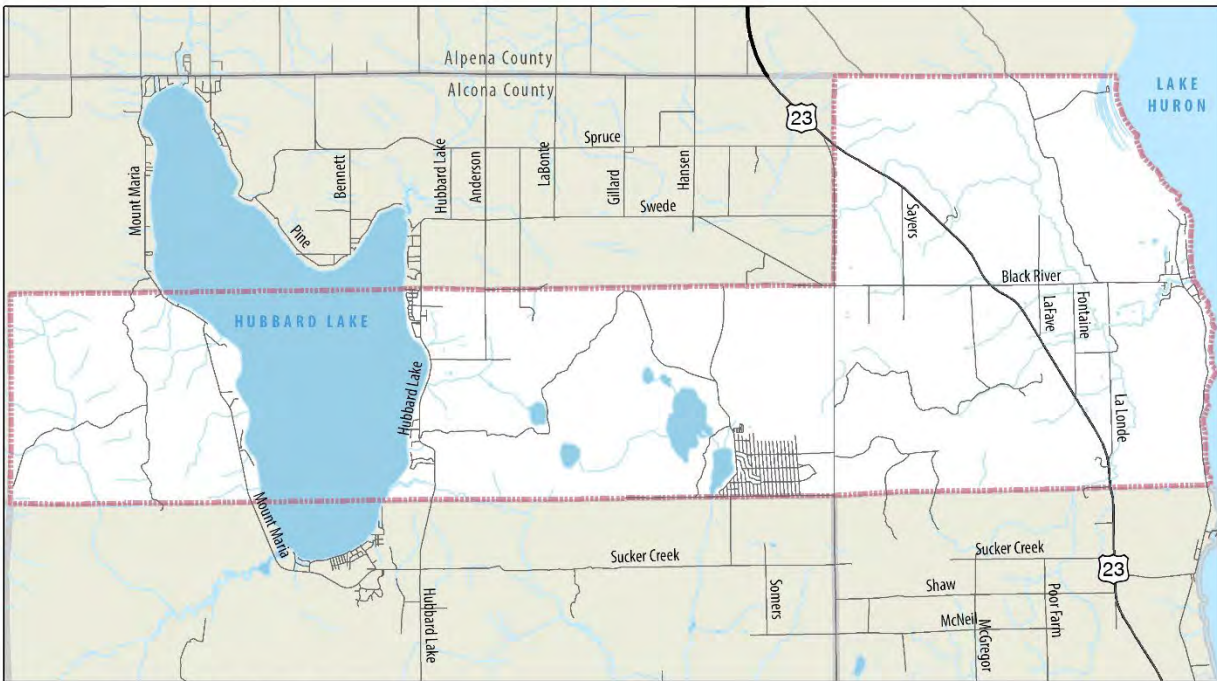 Alpena County
Alcona County
LAKE
HURON
23
Spruce
Mount Maria
Bennett
Hubbard Lake
Anderson
LaBonte
Gillard
Hansen
Swede
Pine
Sayers
Black River
HUBBARD LAKE
LaFave
Fontaine
Hubbard Lake
La Londe
Mount Maria
Sucker Creek
Sucker Creek
23
Hubbard Lake
Somers
Shaw
Poor Farm
McNeil
McGregor